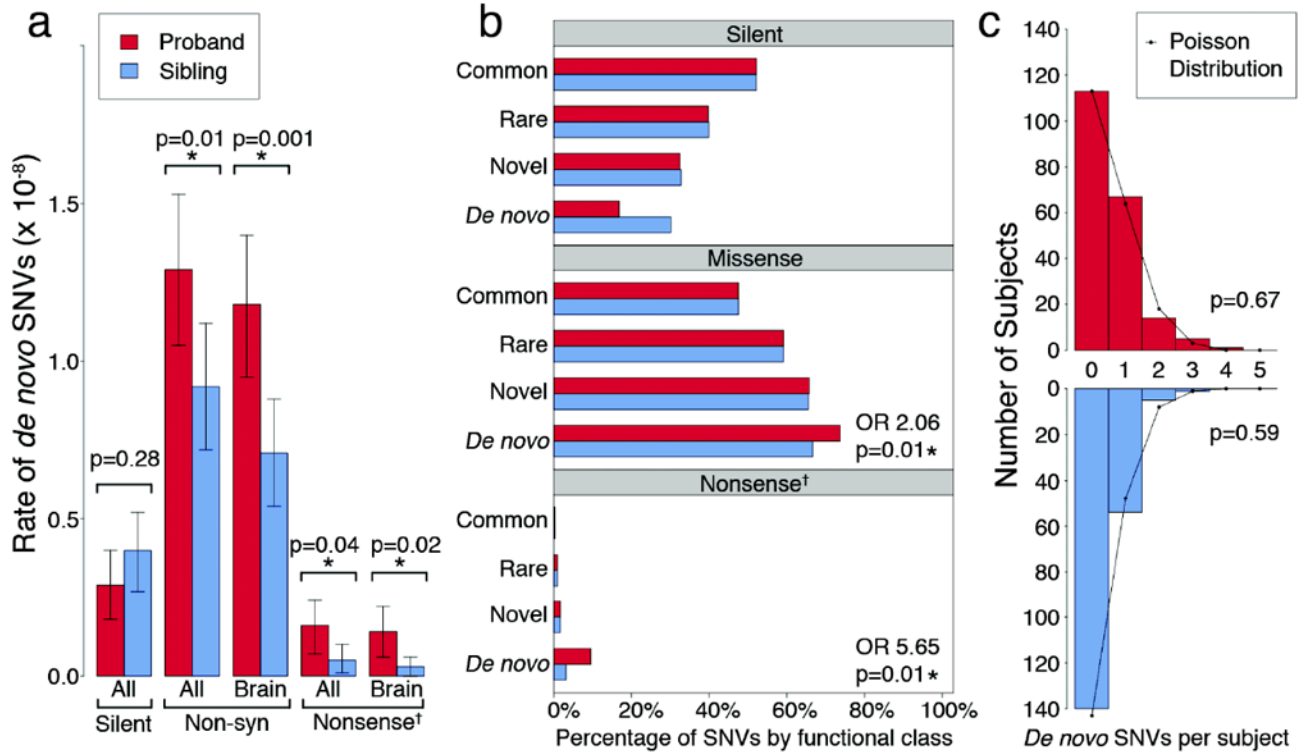 a
Proband
Sibling
Rate of de novo SNVs (x 10⁻⁸)
1.5
1.0
0.5
0.0
p=0.28
p=0.01
*
p=0.001
*
p=0.04
*
p=0.02
*
All
All
Brain
All
Brain
Silent
Non-syn
Nonsense†
b
Silent
Common
Rare
Novel
De novo
Missense
Common
Rare
Novel
De novo
OR 2.06
p=0.01*
Nonsense†
Common
Rare
Novel
De novo
OR 5.65
p=0.01*
0% 20% 40% 60% 80% 100%
Percentage of SNVs by functional class
c
Poisson
Distribution
Number of Subjects
140
120
100
80
60
40
20
0
p=0.67
0 1 2 3 4 5
0
20
40
60
80
100
120
140
p=0.59
De novo SNVs per subject